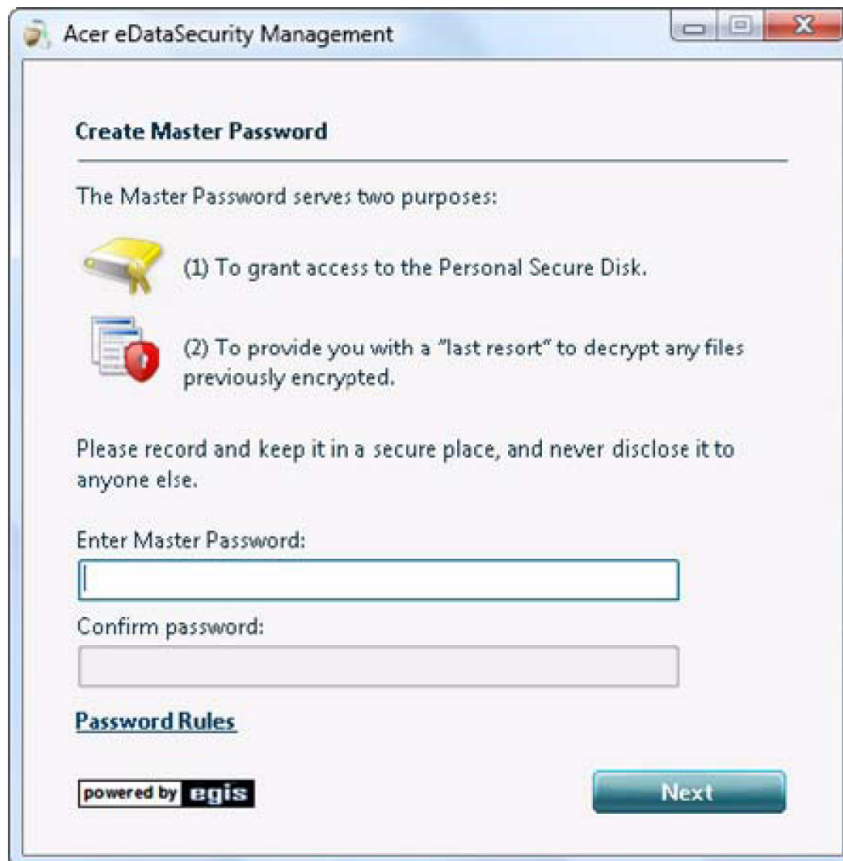 Acer eDataSecurity Management
Create Master Password
The Master Password serves two purposes:
(1) To grant access to the Personal Secure Disk.
(2) To provide you with a "last resort" to decrypt any files
previously encrypted.
Please record and keep it in a secure place, and never disclose it to
anyone else.
Enter Master Password:
Confirm password:
Password Rules
powered by egis
Next